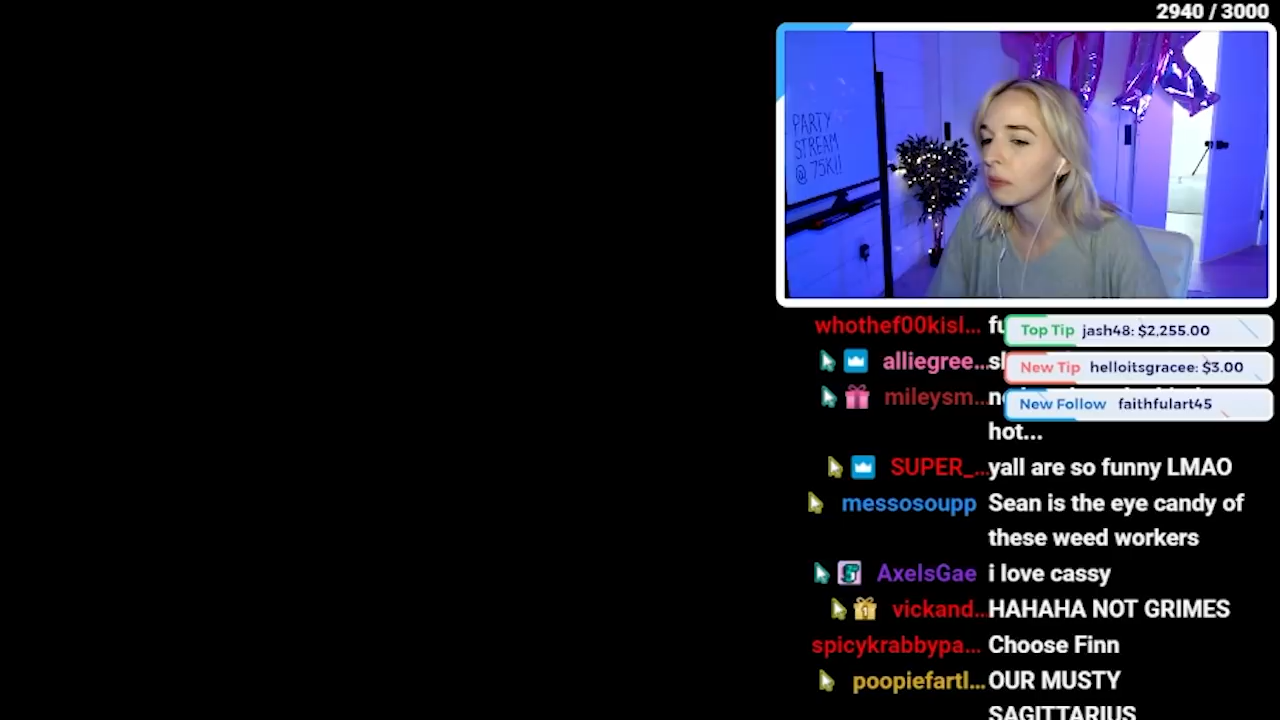 2940 / 3000
PARTY
STREAM
@ 75K!!
whothef00kisl... fu
Top Tip jash48: $2,255.00
alliegree...
New Tip helloitsgracee: $3.00
mileysm...
New Follow faithfulart45
hot...
SUPER_... yall are so funny LMAO
messosoupp Sean is the eye candy of
these weed workers
AxelsGae i love cassy
vickand... HAHAHA NOT GRIMES
spicykrabbypa... Choose Finn
poopiefartl... OUR MUSTY
SAGITTARIUS